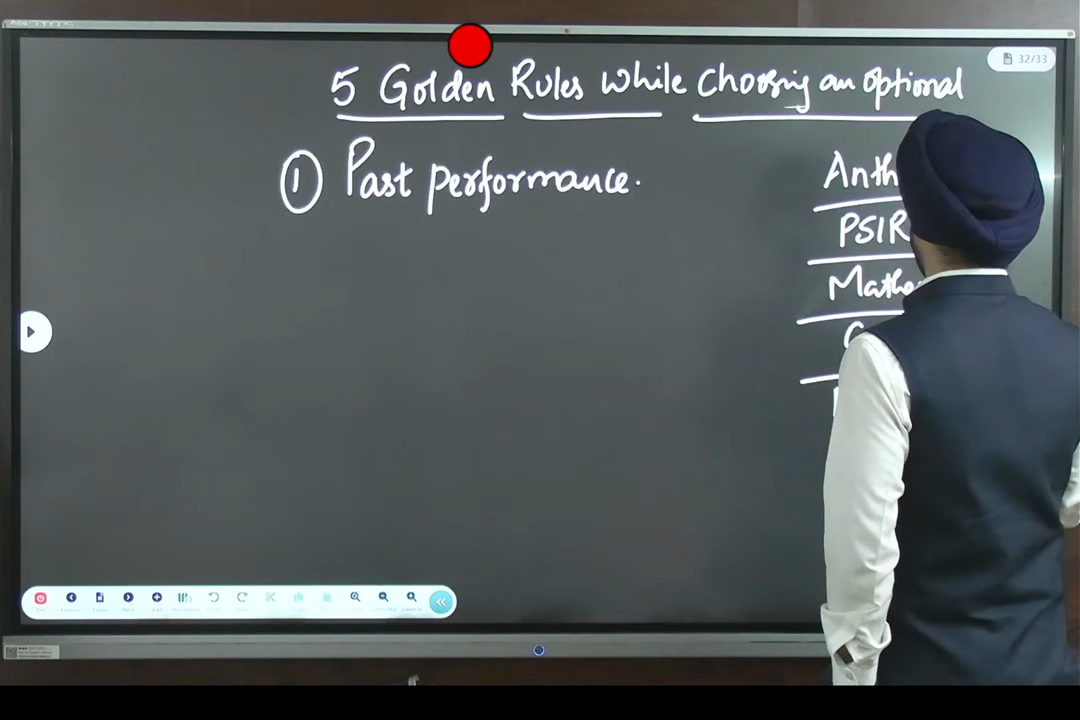 5 Golden Rules while choosing an optional
32/33
① Past performance.
Anth
PSIR
Mathe